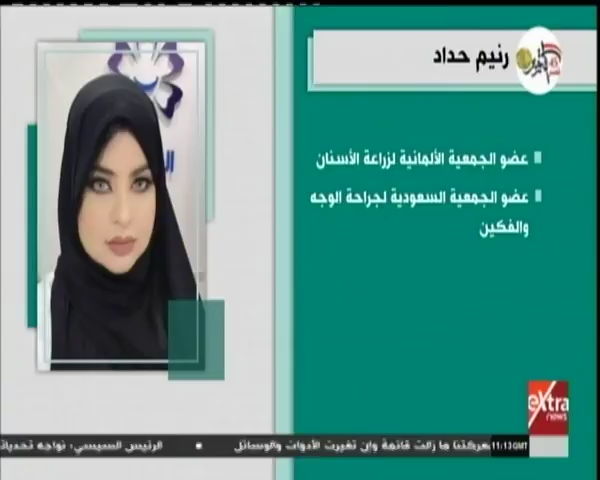 رنيم حداد
عضو الجمعية الألمانية لزراعة الأسنان
عضو الجمعية السعودية لجراحة الوجه
والفكين
eXtra
news
11:13 GMT
معركتنا ما زالت قائمة وإن تغيرت الأدوات والوسائل
الرئيس السيسي: نواجه تحديات